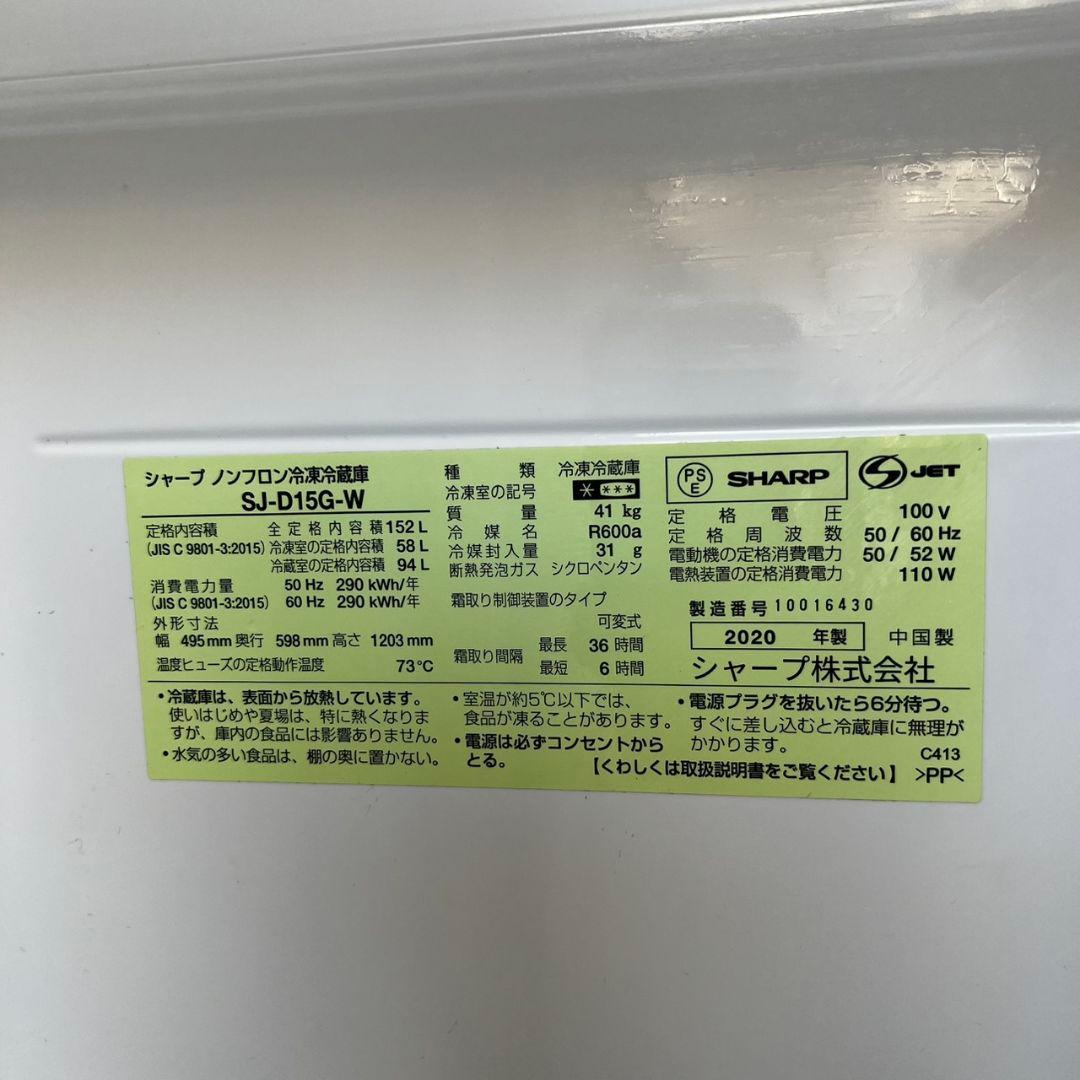 シャープ ノンフロン冷凍冷蔵庫
SJ-D15G-W
定格内容積 全定格内容積 152 L
(JIS C 9801-3:2015) 冷凍室の定格内容積 58 L
冷蔵室の定格内容積 94 L
消費電力量 50 Hz 290 kWh/年
(JIS C 9801-3:2015) 60 Hz 290 kWh/年
外形寸法
幅 495 mm 奥行 598 mm 高さ 1203 mm
温度ヒューズの定格動作温度 73℃
種類 冷凍冷蔵庫
冷凍室の記号 * ***
質量 41 kg
冷媒名 R600a
冷媒封入量 31 g
断熱発泡ガス シクロペンタン
霜取り制御装置のタイプ
可変式
霜取り間隔 最長 36 時間
最短 6 時間
PS E SHARP JET
定格電圧 100 V
定格周波数 50 / 60 Hz
電動機の定格消費電力 50 / 52 W
電熱装置の定格消費電力 110 W
製造番号 10016430
2020 年製 中国製
シャープ株式会社
・冷蔵庫は、表面から放熱しています。
使いはじめや夏場は、特に熱くなりま
すが、庫内の食品には影響ありません。
・水気の多い食品は、棚の奥に置かない。
・室温が約5℃以下では、
食品が凍ることがあります。
・電源は必ずコンセントから
とる。
・電源プラグを抜いたら6分待つ。
すぐに差し込むと冷蔵庫に無理が
かかります。
C413
【くわしくは取扱説明書をご覧ください】 >PP<